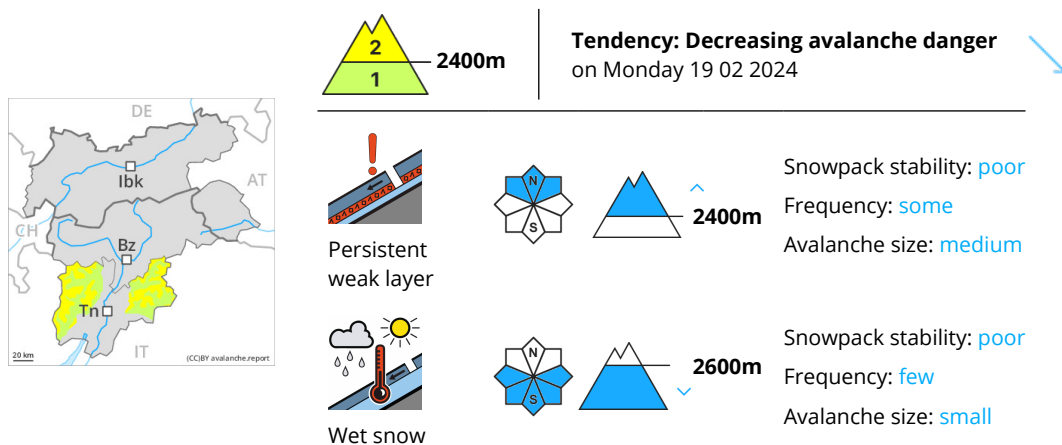 2
1
2400m
Tendency: Decreasing avalanche danger
on Monday 19 02 2024
DE
Ibk
AT
CH
Bz
Tn
IT
20 km
(CC)BY avalanche.report
Persistent
weak layer
N
S
2400m
Snowpack stability: poor
Frequency: some
Avalanche size: medium
Wet snow
N
S
2600m
Snowpack stability: poor
Frequency: few
Avalanche size: small